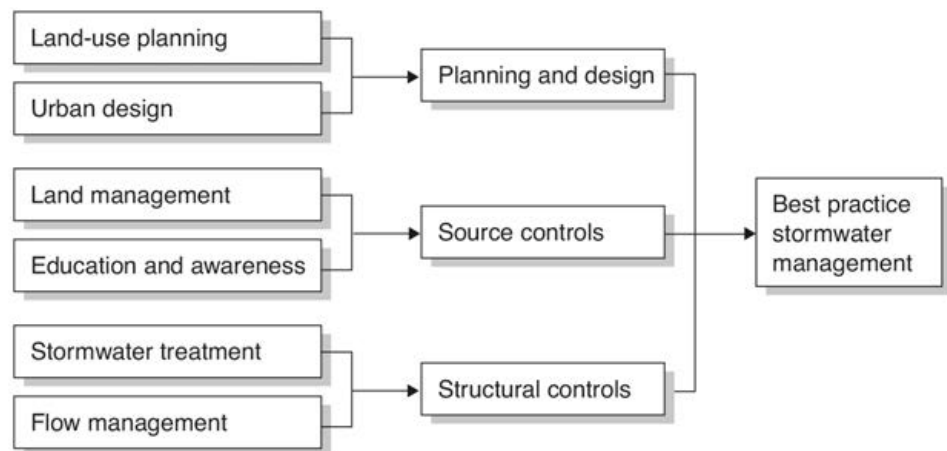 Land-use planning
Urban design
Planning and design
Land management
Education and awareness
Source controls
Stormwater treatment
Flow management
Structural controls
Best practice
stormwater
management